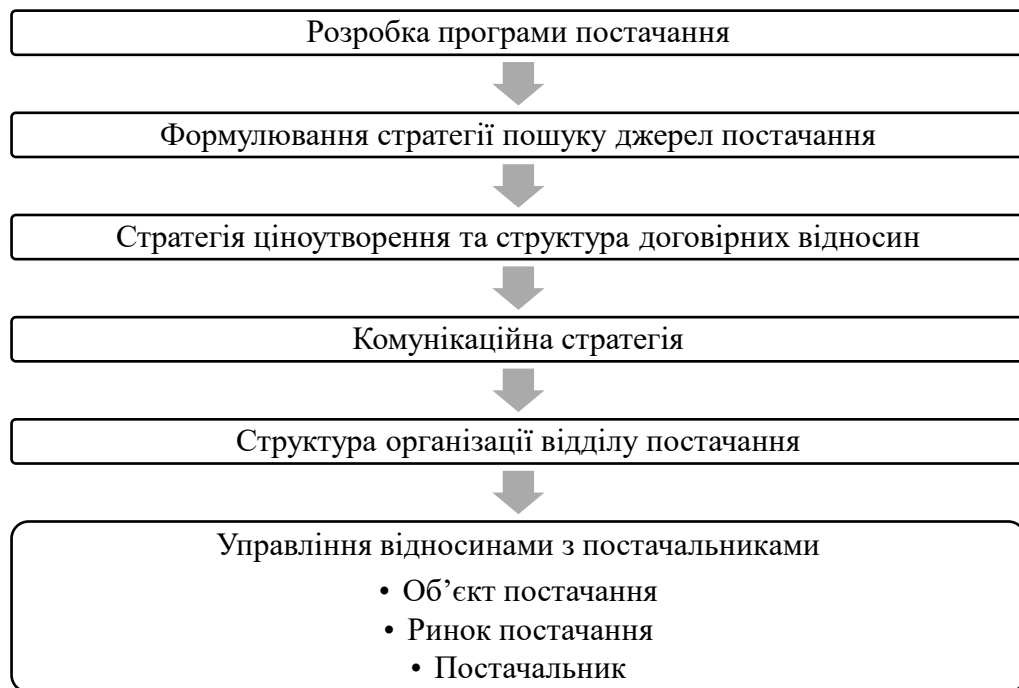 Розробка програми постачання
Формулювання стратегії пошуку джерел постачання
Стратегія ціноутворення та структура договірних відносин
Комунікаційна стратегія
Структура організації відділу постачання
Управління відносинами з постачальниками
• Об’єкт постачання
• Ринок постачання
• Постачальник